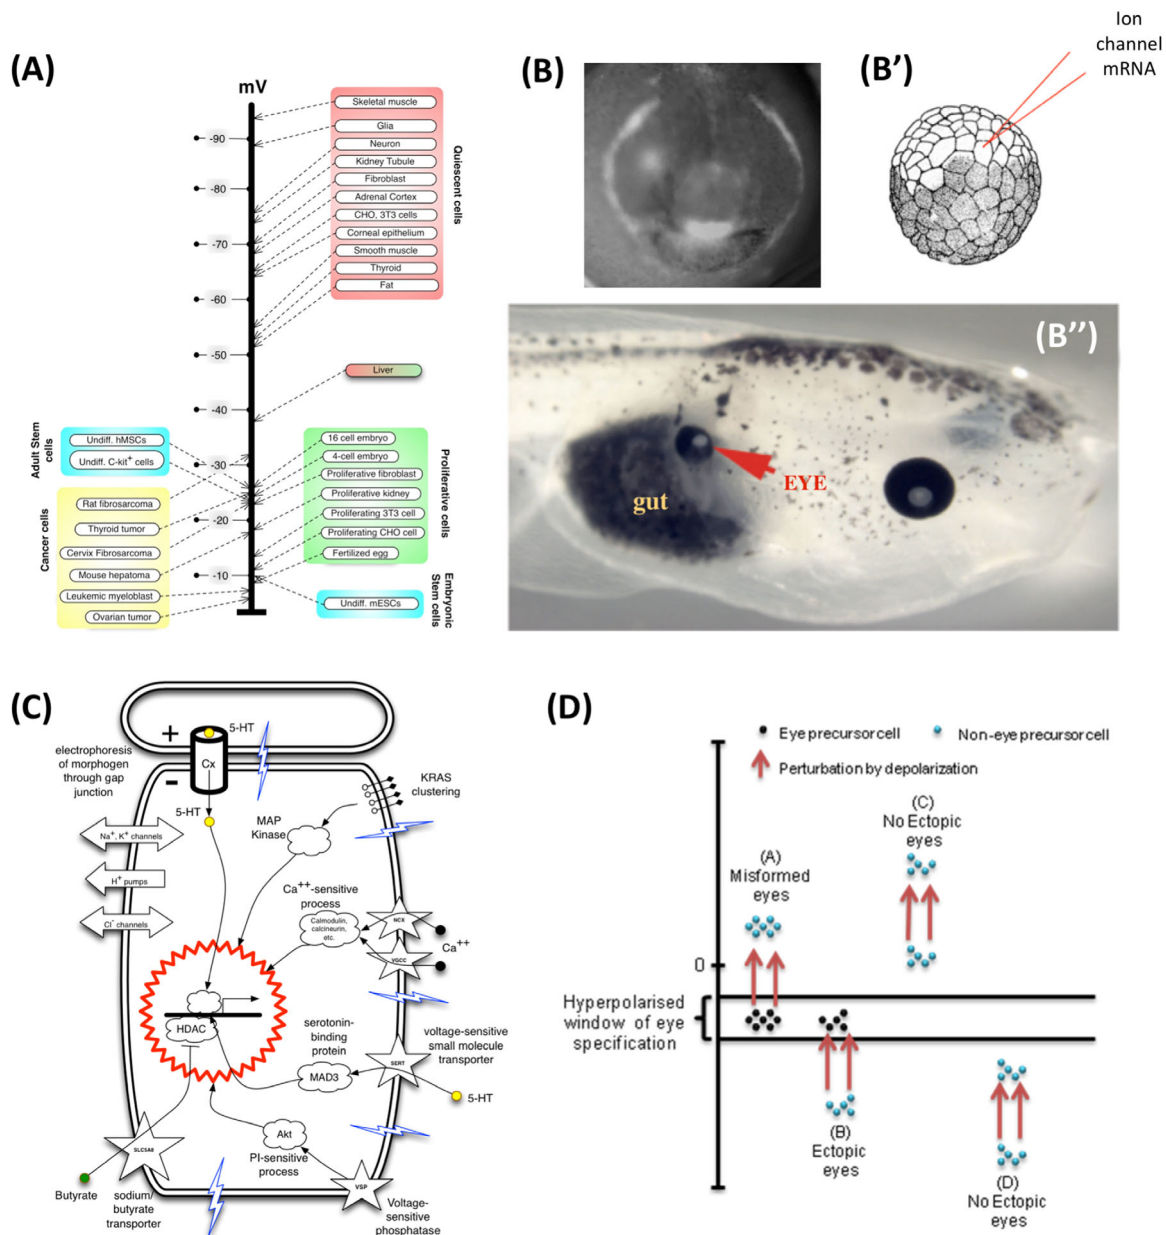 (A)
mV
-90
-80
-70
-60
-50
-40
-30
-20
-10
Skeletal muscle
Glia
Neuron
Kidney Tubule
Fibroblast
Adrenal Cortex
CHO, 3T3 cells
Corneal epithelium
Smooth muscle
Thyroid
Fat
Quiescent cells
Liver
Adult Stem
cells
Undiff. hMSCs
Undiff. C-kit+ cells
Cancer cells
Rat fibrosarcoma
Thyroid tumor
Cervix Fibrosarcoma
Mouse hepatoma
Leukemic myeloblast
Ovarian tumor
16 cell embryo
4-cell embryo
Proliferative fibroblast
Proliferative kidney
Proliferating 3T3 cell
Proliferating CHO cell
Fertilized egg
Proliferative cells
Undiff. mESCs
Embryonic
Stem cells
(B)
(B’)
Ion
channel
mRNA
(B’’)
EYE
gut
(C)
+
-
5-HT
Cx
5-HT
electrophoresis
of morphogen
through gap
junction
Na+, K+ channels
H+ pumps
Cl- channels
KRAS
clustering
MAP
Kinase
Ca++-sensitive
process
Calmodulin,
calcineurin,
etc.
NCX
VGCC
Ca++
HDAC
serotonin-
binding
protein
MAD3
SERT
voltage-sensitive
small molecule
transporter
5-HT
Akt
PI-sensitive
process
VSP
Voltage-
sensitive
phosphatase
SLC5A8
Butyrate
sodium/
butyrate
transporter
(D)
Eye precursor cell
Non-eye precursor cell
Perturbation by depolarization
(A)
Misformed
eyes
(C)
No Ectopic
eyes
0
Hyperpolarised
window of eye
specification
(B)
Ectopic
eyes
(D)
No Ectopic
eyes